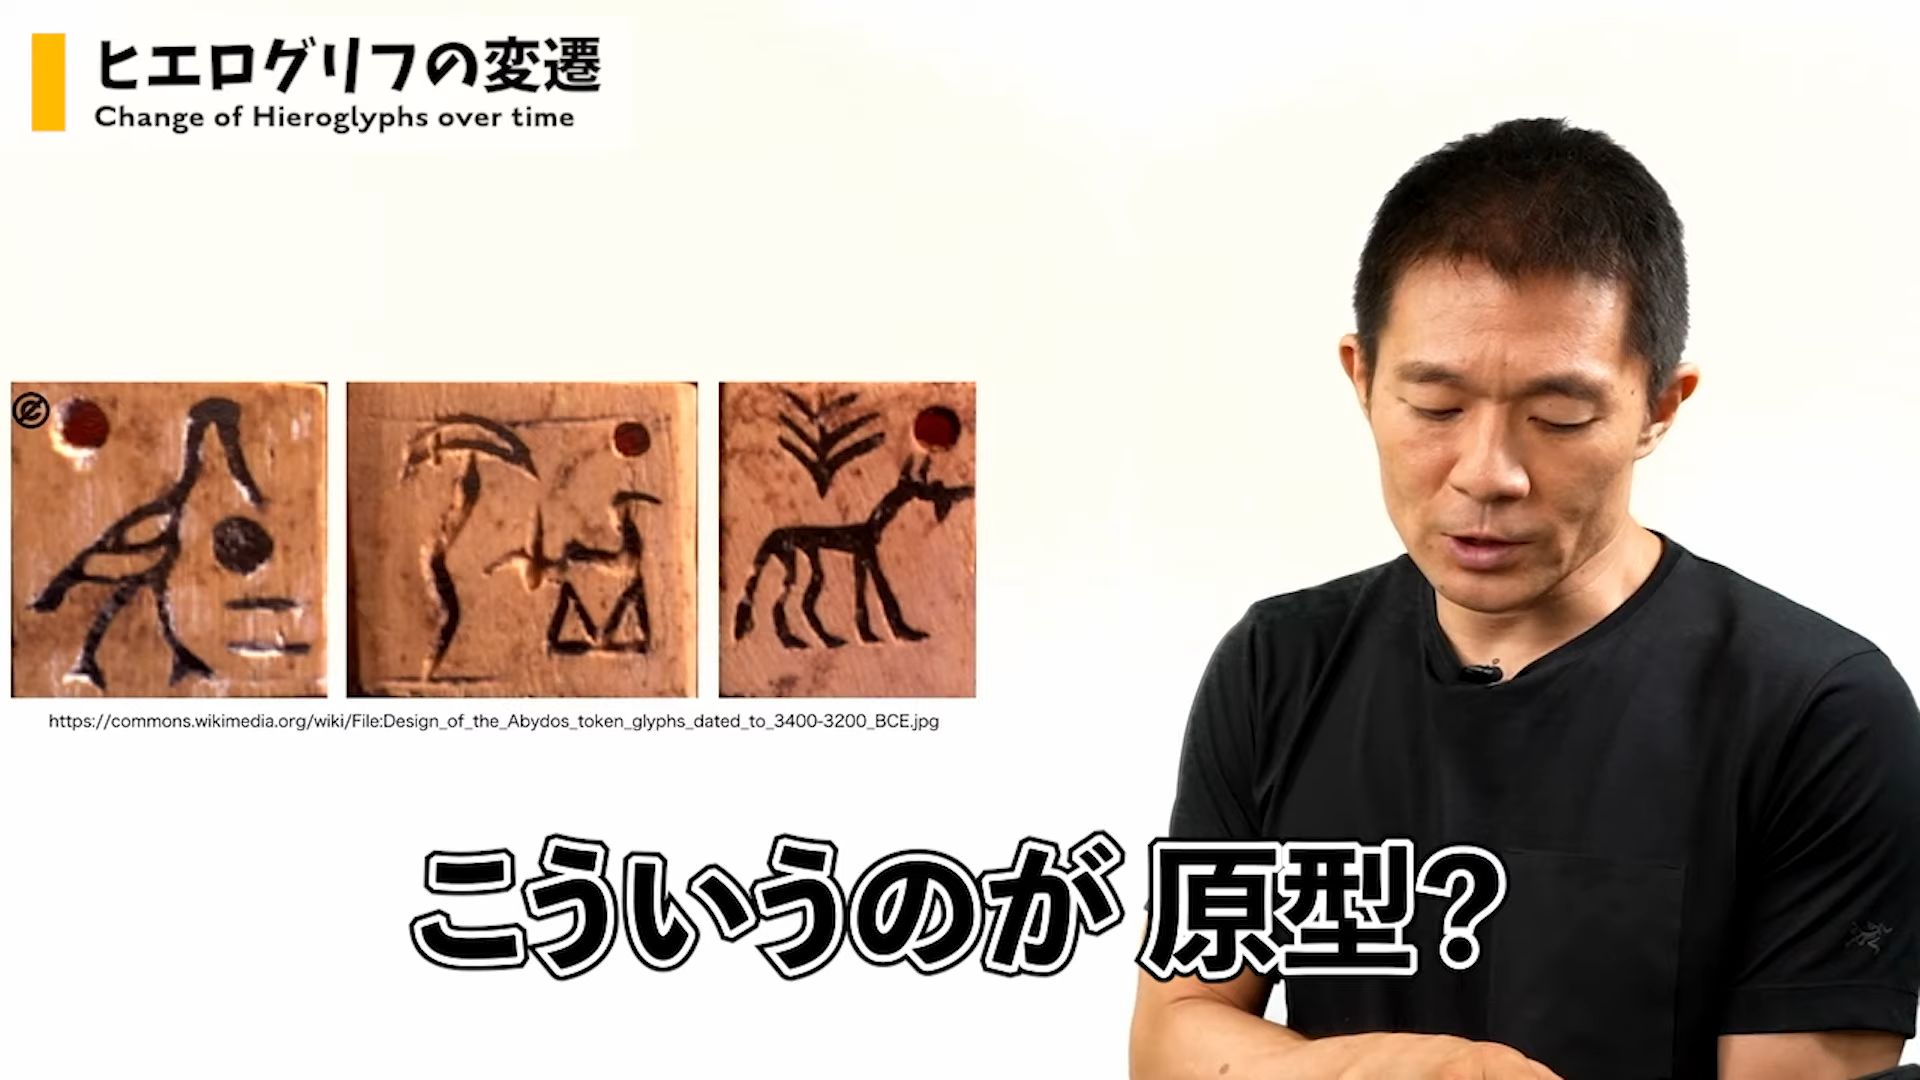 ヒエログリフの変遷
Change of Hieroglyphs over time
https://commons.wikimedia.org/wiki/File:Design_of_the_Abydos_token_glyphs_dated_to_3400-3200_BCE.jpg
こういうのが 原型?